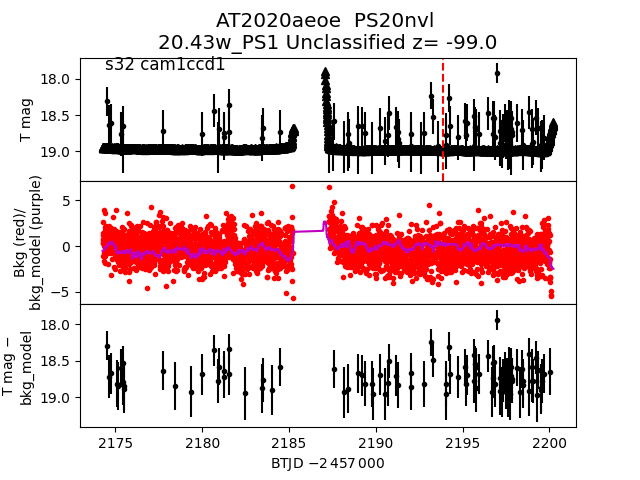 AT2020aeoe  PS20nvl
20.43w_PS1 Unclassified z= -99.0
s32 cam1ccd1
T mag
18.0
18.5
19.0
Bkg (red)/
bkg_model (purple)
5
0
−5
T mag −
bkg_model
18.0
18.5
19.0
2175
2180
2185
2190
2195
2200
BTJD −2 457 000